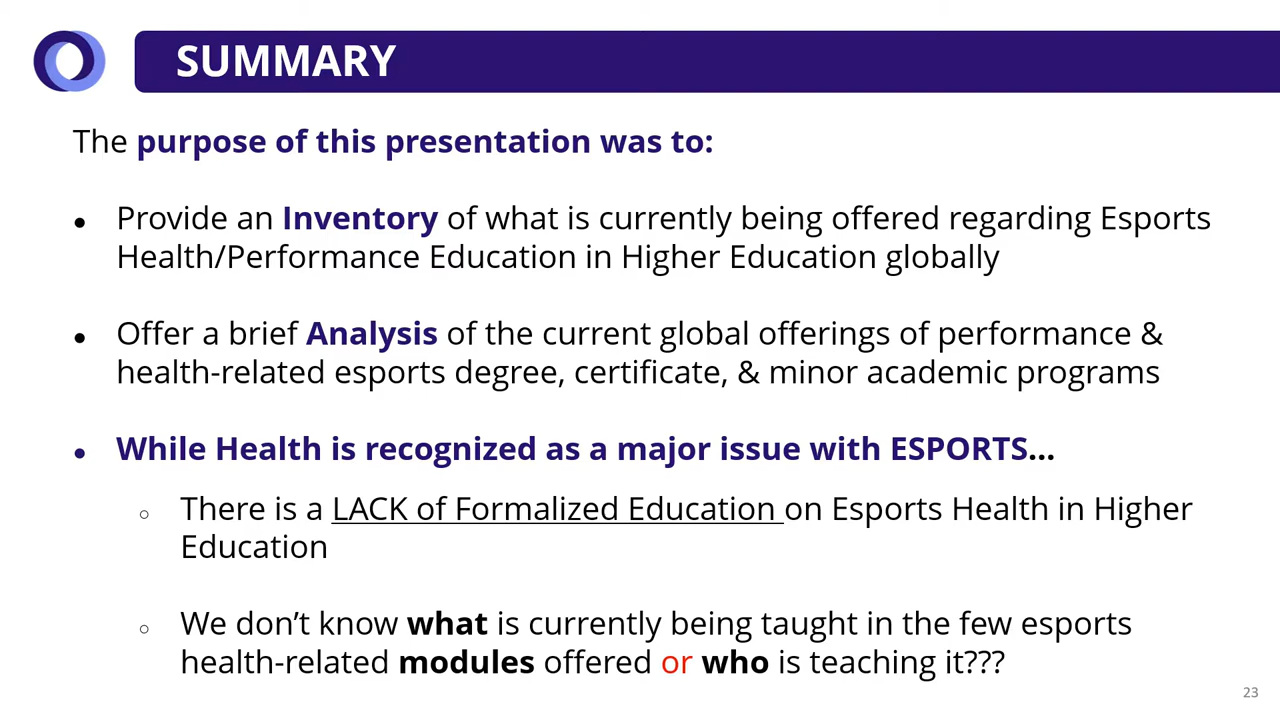 SUMMARY
The purpose of this presentation was to:
● Provide an Inventory of what is currently being offered regarding Esports
Health/Performance Education in Higher Education globally
● Offer a brief Analysis of the current global offerings of performance &
health-related esports degree, certificate, & minor academic programs
● While Health is recognized as a major issue with ESPORTS...
○ There is a LACK of Formalized Education on Esports Health in Higher
Education
○ We don’t know what is currently being taught in the few esports
health-related modules offered or who is teaching it???
23